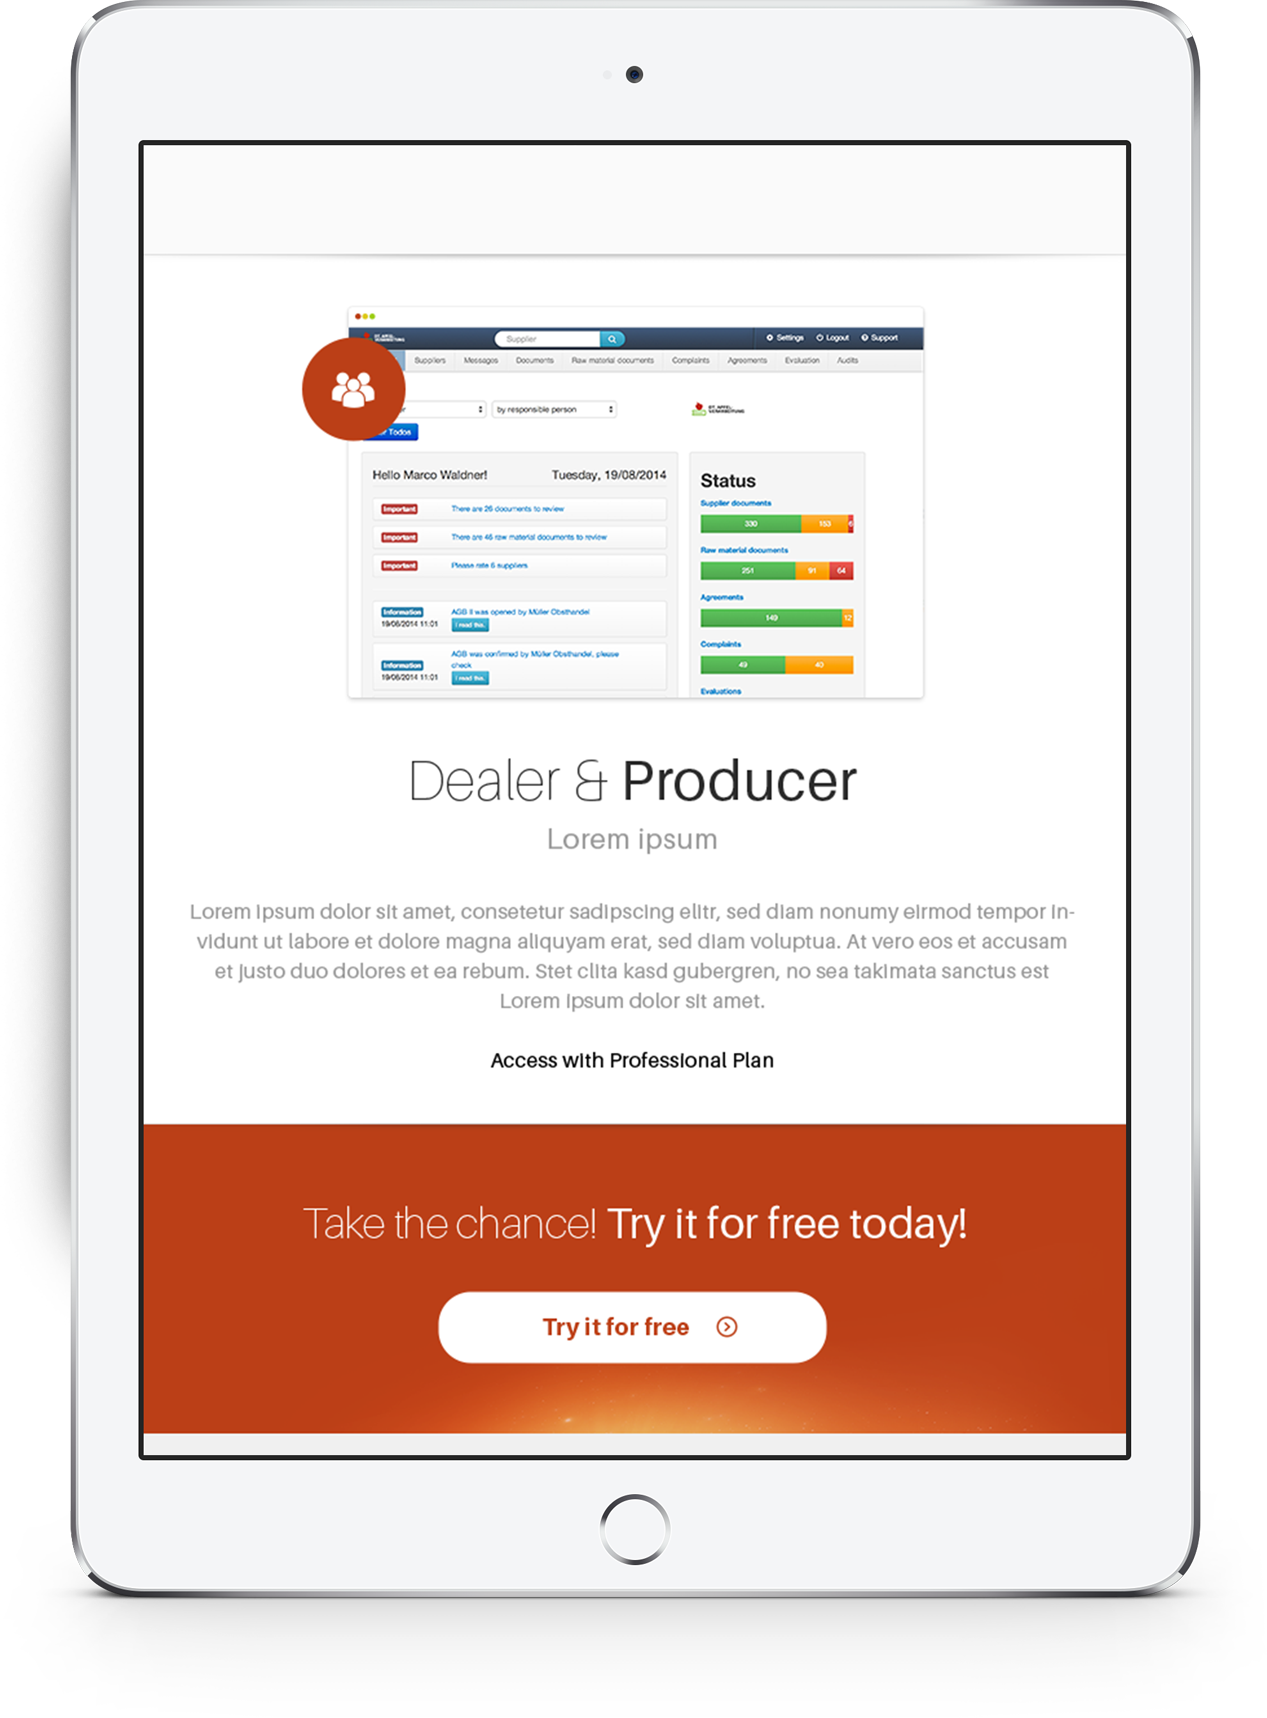 Supplier
Settings Logout Support
Suppliers Messages Documents Raw material documents Complaints Agreements Evaluation Audits
by responsible person
Todos
Hello Marco Waldner! Tuesday, 19/08/2014
Important There are 26 documents to review
Important There are 46 raw material documents to review
Important Please rate 6 suppliers
Information AGB II was opened by Müller Obsthandel
19/08/2014 11:01 I read this.
AGB was confirmed by Müller Obsthandel, please
Information check
19/08/2014 11:01 I read this.
Status
Supplier documents
330 153 6
Raw material documents
251 91 64
Agreements
149 12
Complaints
49 40
Evaluations
Dealer & Producer
Lorem ipsum
Lorem ipsum dolor sit amet, consetetur sadipscing elitr, sed diam nonumy eirmod tempor in-
vidunt ut labore et dolore magna aliquyam erat, sed diam voluptua. At vero eos et accusam
et justo duo dolores et ea rebum. Stet clita kasd gubergren, no sea takimata sanctus est
Lorem ipsum dolor sit amet.
Access with Professional Plan
Take the chance! Try it for free today!
Try it for free